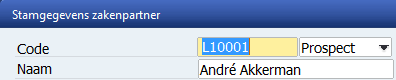 Stamgegevens zakenpartner
Code L10001 Prospect
Naam André Akkerman